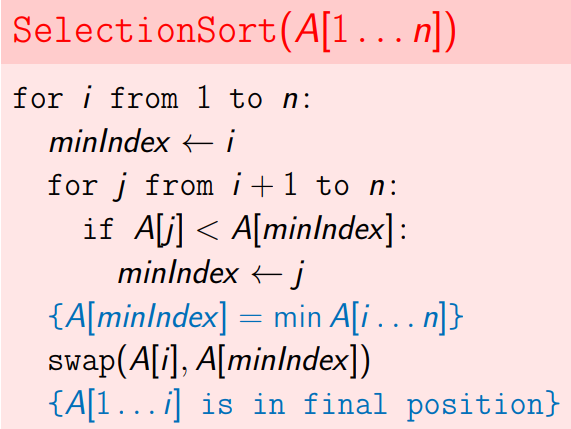 SelectionSort(A[1...n])
for i from 1 to n:
minIndex ← i
for j from i + 1 to n:
if A[j] < A[minIndex]:
minIndex ← j
{A[minIndex] = min A[i...n]}
swap(A[i], A[minIndex])
{A[1...i] is in final position}